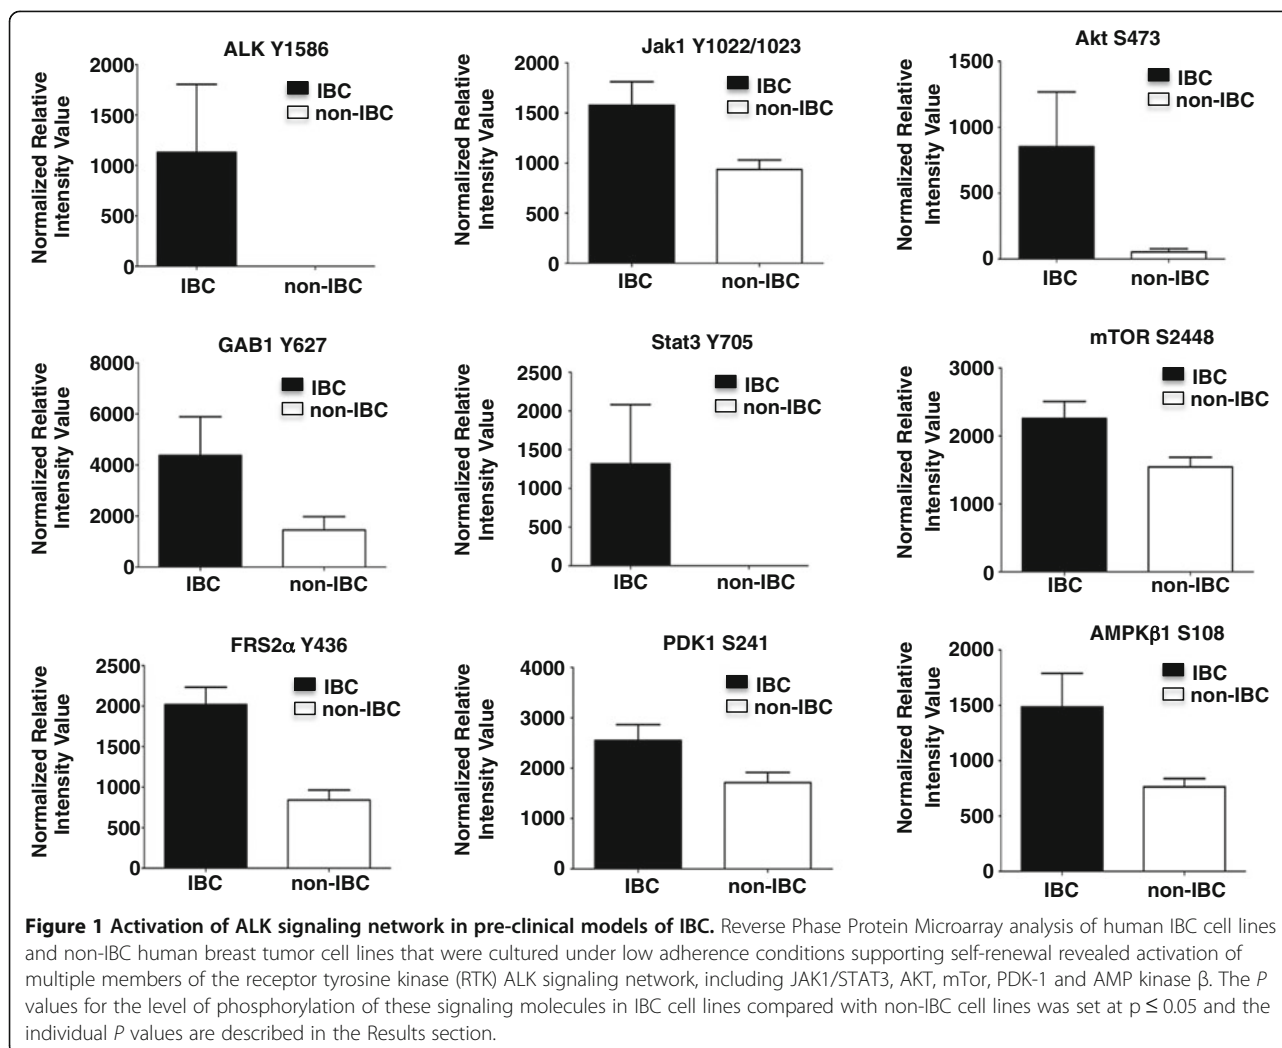 ALK Y1586
Normalized Relative
Intensity Value
2000
1500
1000
500
0
IBC
non-IBC
IBC
non-IBC
Jak1 Y1022/1023
Normalized Relative
Intensity Value
2000
1500
1000
500
0
IBC
non-IBC
IBC
non-IBC
Akt S473
Normalized Relative
Intensity Value
1500
1000
500
0
IBC
non-IBC
IBC
non-IBC
GAB1 Y627
Normalized Relative
Intensity Value
8000
6000
4000
2000
0
IBC
non-IBC
IBC
non-IBC
Stat3 Y705
Normalized Relative
Intensity Value
2500
2000
1500
1000
500
0
IBC
non-IBC
IBC
non-IBC
mTOR S2448
Normalized Relative
Intensity Value
3000
2000
1000
0
IBC
non-IBC
IBC
non-IBC
FRS2α Y436
Normalized Relative
Intensity Value
2500
2000
1500
1000
500
0
IBC
non-IBC
IBC
non-IBC
PDK1 S241
Normalized Relative
Intensity Value
4000
3000
2000
1000
0
IBC
non-IBC
IBC
non-IBC
AMPKβ1 S108
Normalized Relative
Intensity Value
2000
1500
1000
500
0
IBC
non-IBC
IBC
non-IBC
Figure 1 Activation of ALK signaling network in pre-clinical models of IBC. Reverse Phase Protein Microarray analysis of human IBC cell lines
and non-IBC human breast tumor cell lines that were cultured under low adherence conditions supporting self-renewal revealed activation of
multiple members of the receptor tyrosine kinase (RTK) ALK signaling network, including JAK1/STAT3, AKT, mTor, PDK-1 and AMP kinase β. The P
values for the level of phosphorylation of these signaling molecules in IBC cell lines compared with non-IBC cell lines was set at p ≤ 0.05 and the
individual P values are described in the Results section.